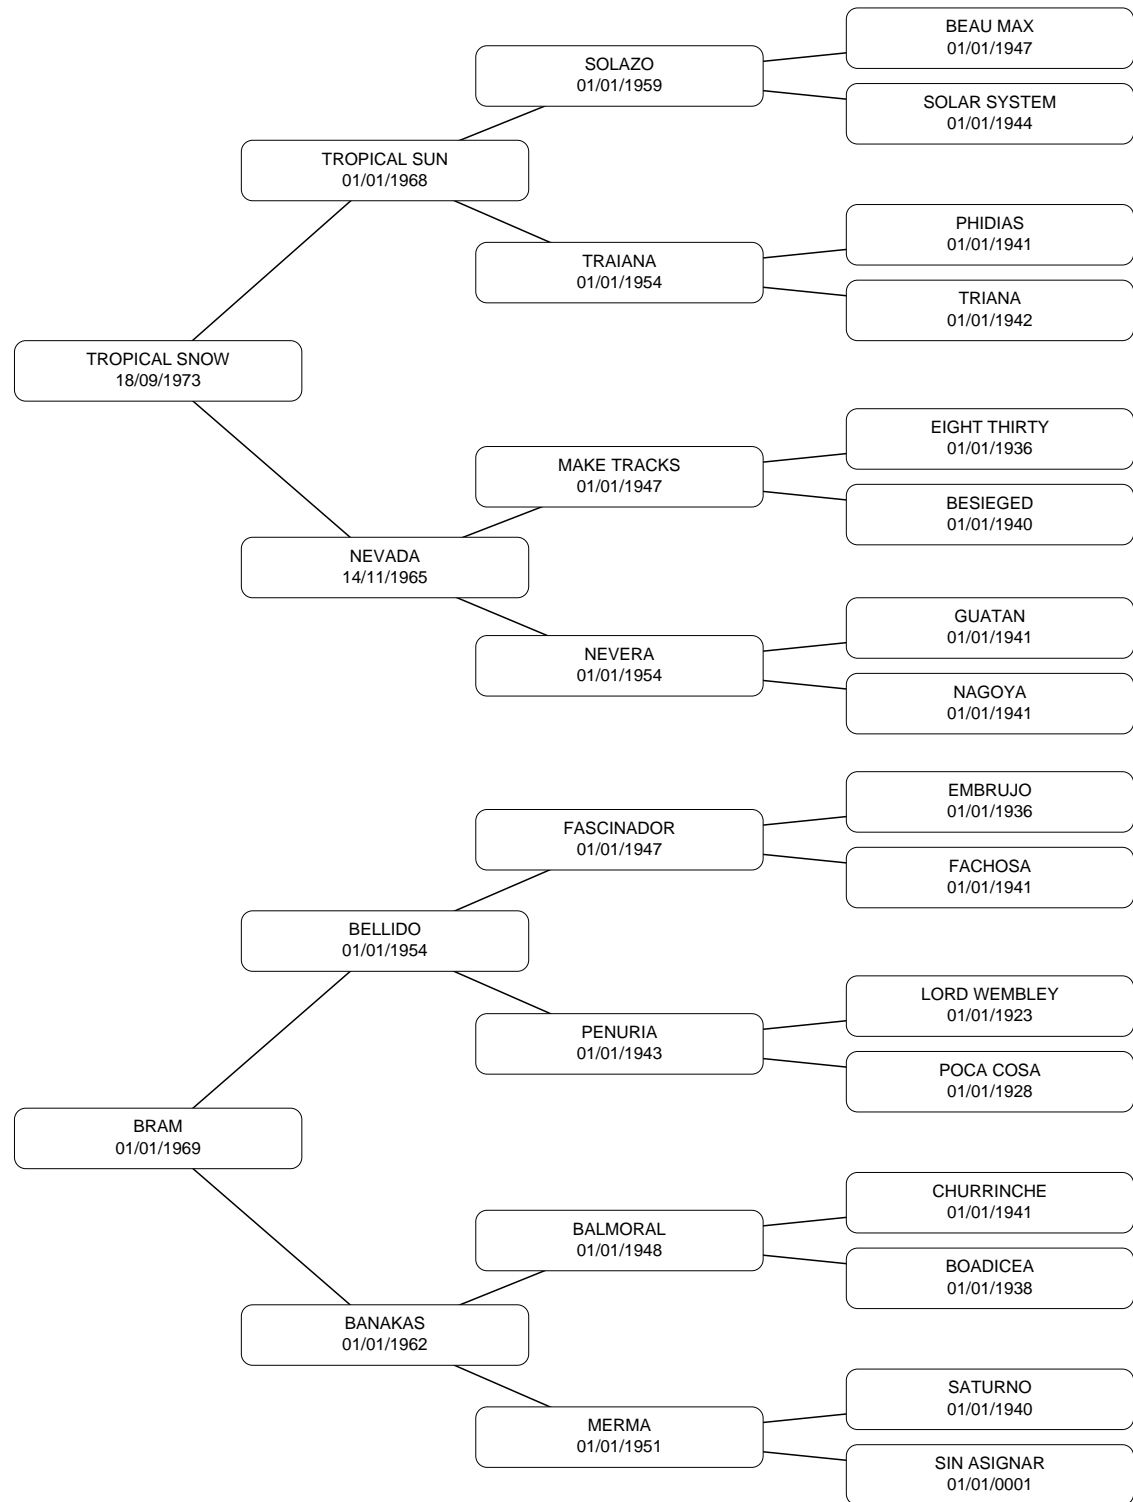 BEAU MAX
01/01/1947
SOLAZO
01/01/1959
SOLAR SYSTEM
01/01/1944
TROPICAL SUN
01/01/1968
PHIDIAS
01/01/1941
TRAIANA
01/01/1954
TRIANA
01/01/1942
TROPICAL SNOW
18/09/1973
EIGHT THIRTY
01/01/1936
MAKE TRACKS
01/01/1947
BESIEGED
01/01/1940
NEVADA
14/11/1965
GUATAN
01/01/1941
NEVERA
01/01/1954
NAGOYA
01/01/1941
EMBRUJO
01/01/1936
FASCINADOR
01/01/1947
FACHOSA
01/01/1941
BELLIDO
01/01/1954
LORD WEMBLEY
01/01/1923
PENURIA
01/01/1943
POCA COSA
01/01/1928
BRAM
01/01/1969
CHURRINCHE
01/01/1941
BALMORAL
01/01/1948
BOADICEA
01/01/1938
BANAKAS
01/01/1962
SATURNO
01/01/1940
MERMA
01/01/1951
SIN ASIGNAR
01/01/0001